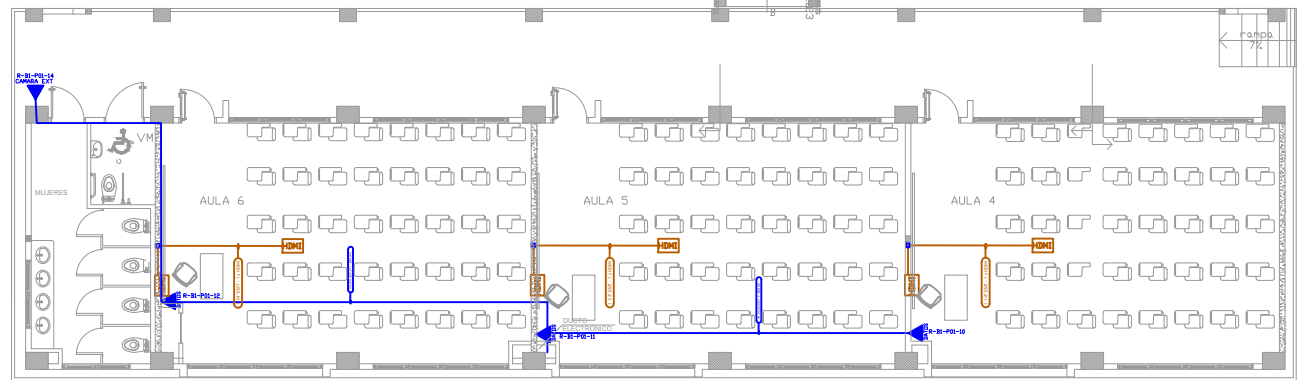 B
rampa
7%
R-B1-P01-14
CAMARA EXT
VM
MUJERES
AULA 6
AULA 5
AULA 4
HDMI
HDMI
HDMI
R-B1-P01-12
DUCTO
ELECTRONICO
R-B1-P01-11
R-B1-P01-10